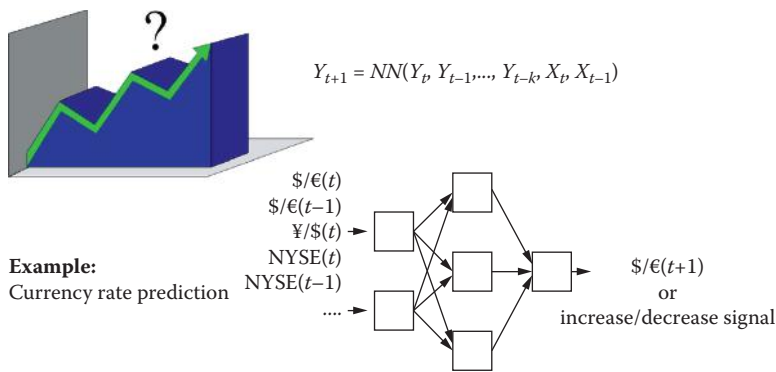 ?
Y_{t+1} = NN(Y_t, Y_{t−1},..., Y_{t−k}, X_t, X_{t−1})
$/€(t)
$/€(t−1)
¥/$(t)
NYSE(t)
NYSE(t−1)
....
Example:
Currency rate prediction
$/€(t+1)
or
increase/decrease signal